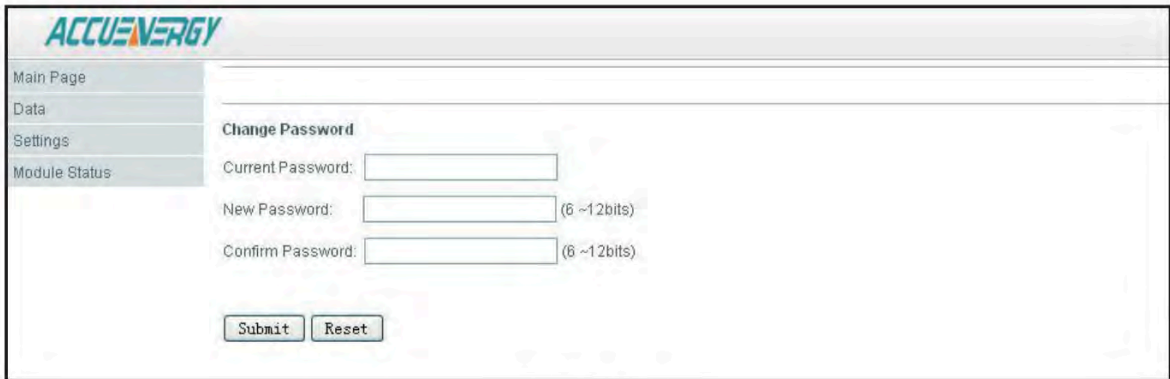 ACCUENERGY
Main Page
Data
Settings
Module Status
Change Password
Current Password:
New Password: (6 ~12bits)
Confirm Password: (6 ~12bits)
Submit Reset